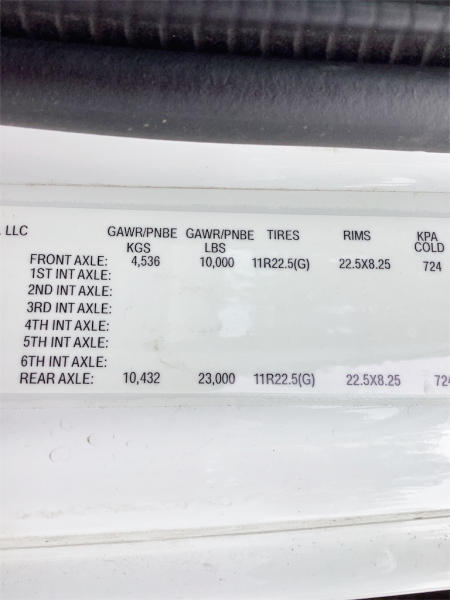 LLC GAWR/PNBE GAWR/PNBE TIRES RIMS KPA
KGS LBS COLD
FRONT AXLE: 4,536 10,000 11R22.5(G) 22.5X8.25 724
1ST INT AXLE:
2ND INT AXLE:
3RD INT AXLE:
4TH INT AXLE:
5TH INT AXLE:
6TH INT AXLE:
REAR AXLE: 10,432 23,000 11R22.5(G) 22.5X8.25 724